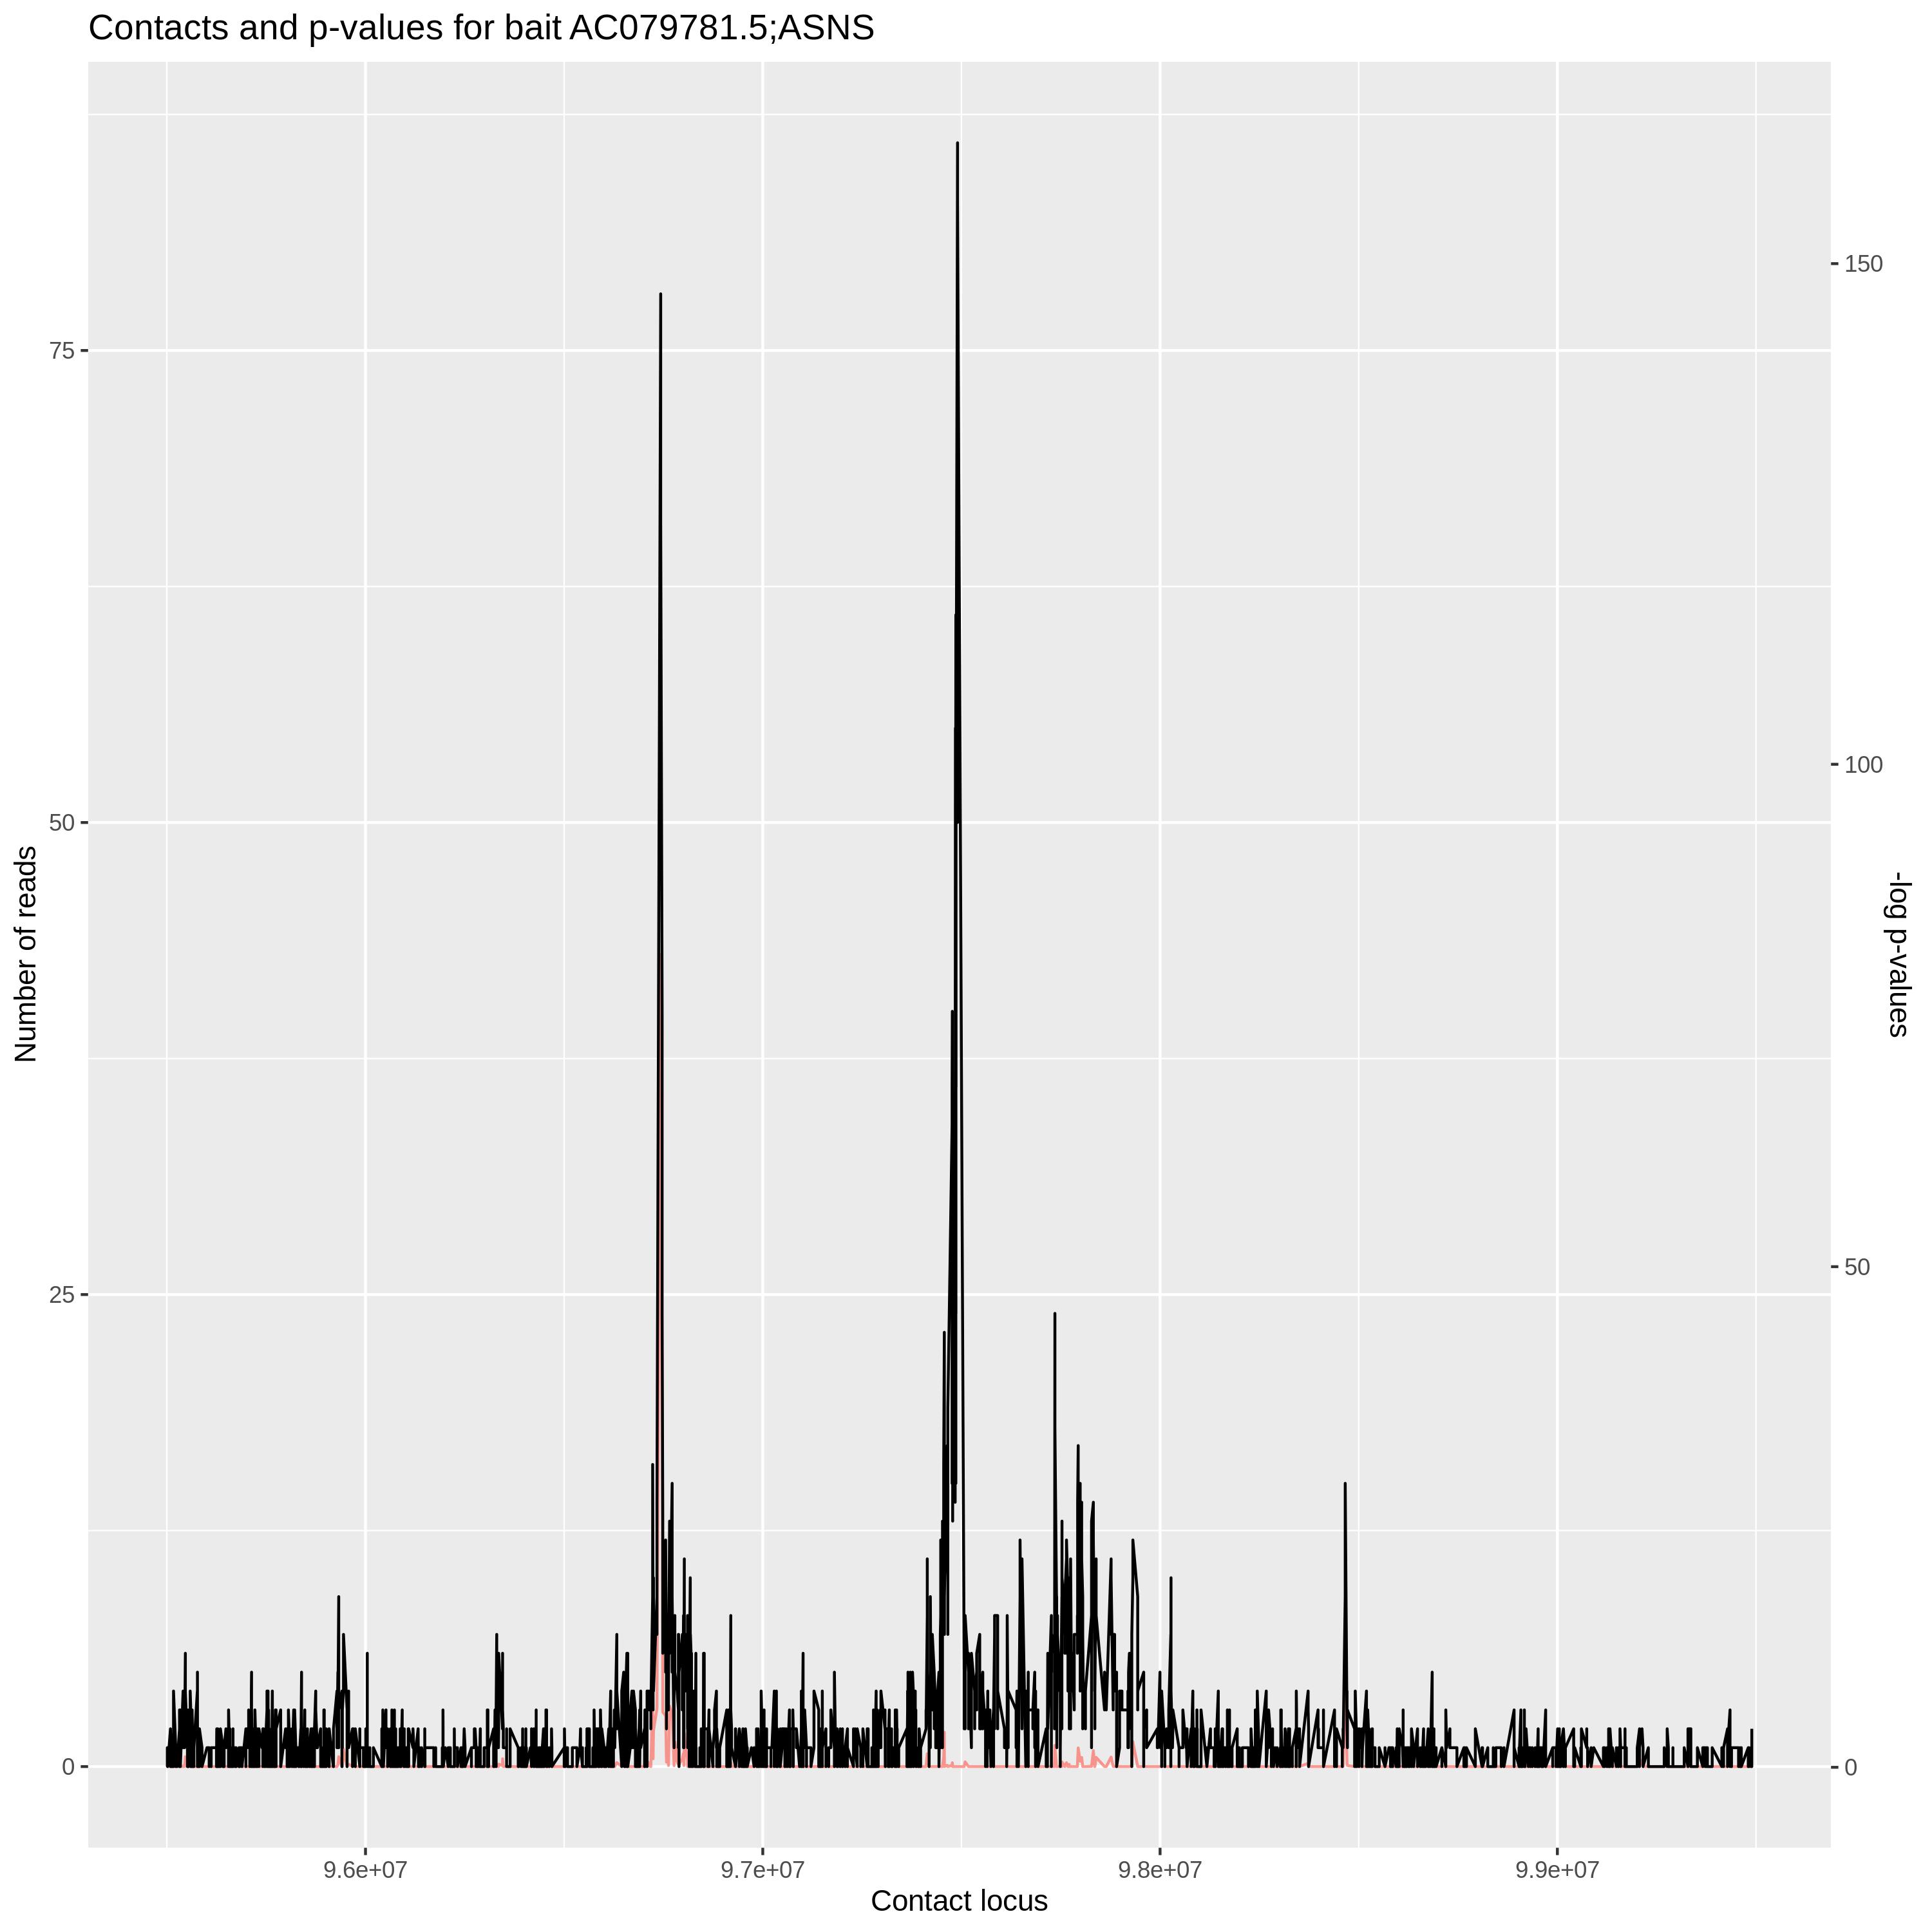 Contacts and p-values for bait AC079781.5;ASNS
Number of reads
75
50
25
0
150
100
50
0
-log p-values
9.6e+07 9.7e+07 9.8e+07 9.9e+07
Contact locus